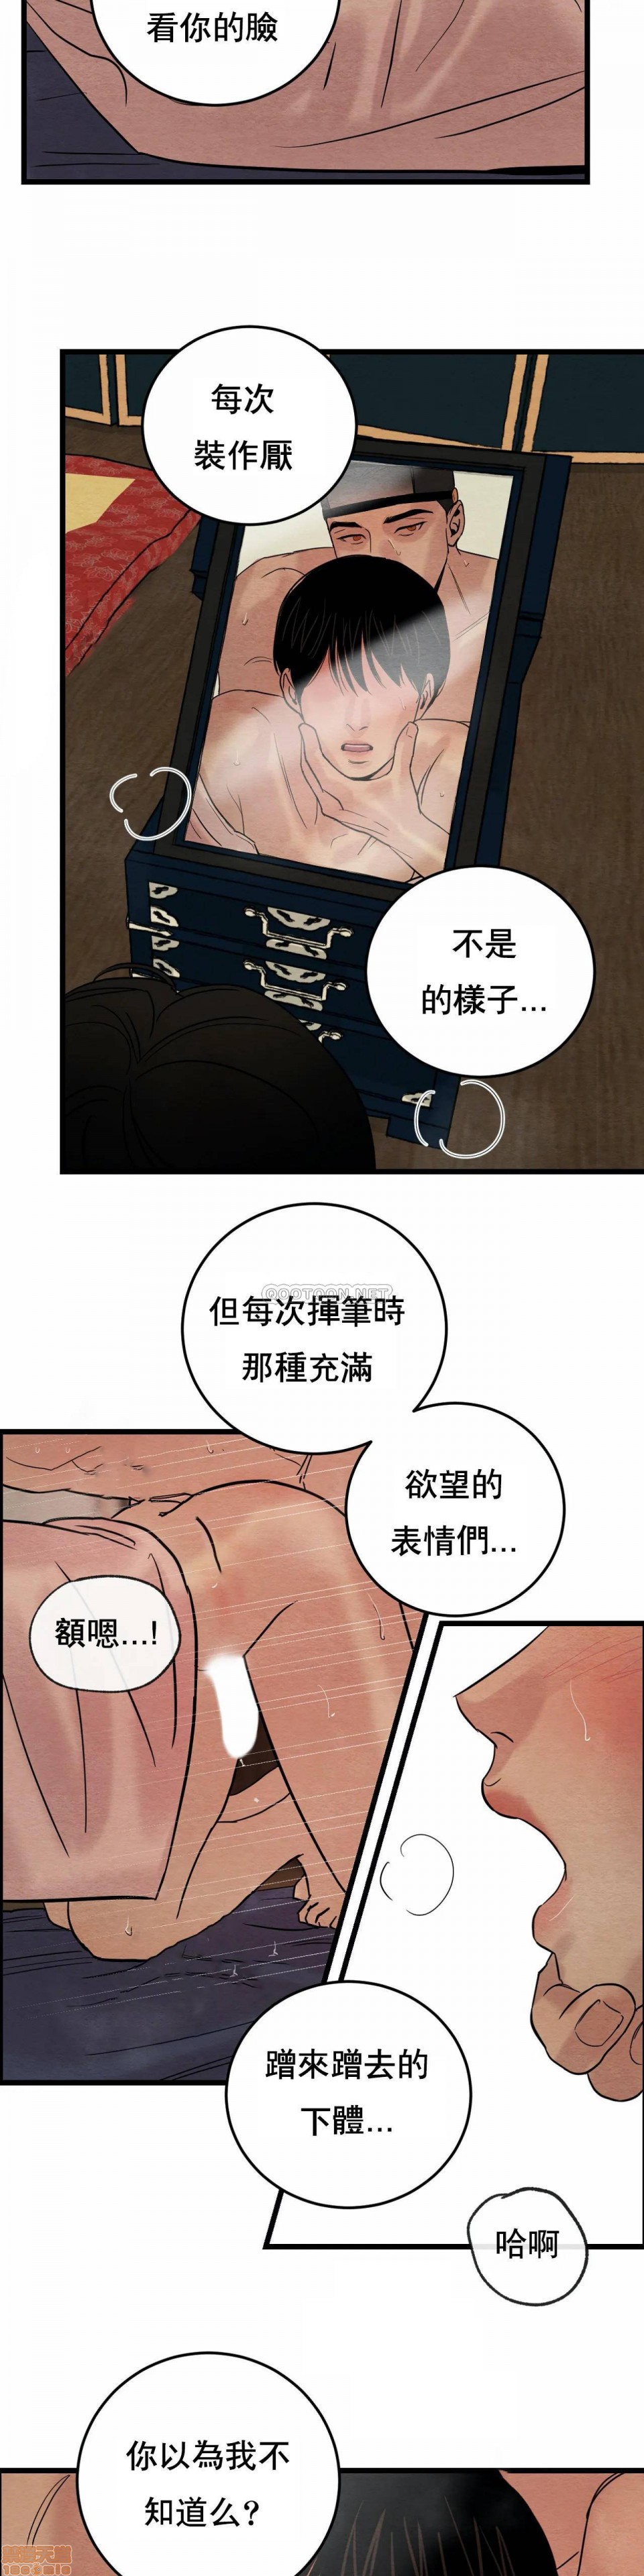 看你的臉
每次
裝作厭
不是
的樣子...
QOOTOON.NET
但每次揮筆時
那種充滿
欲望的
表情們...
額嗯...!
蹭來蹭去的
下體...
哈啊
你以為我不
知道么?